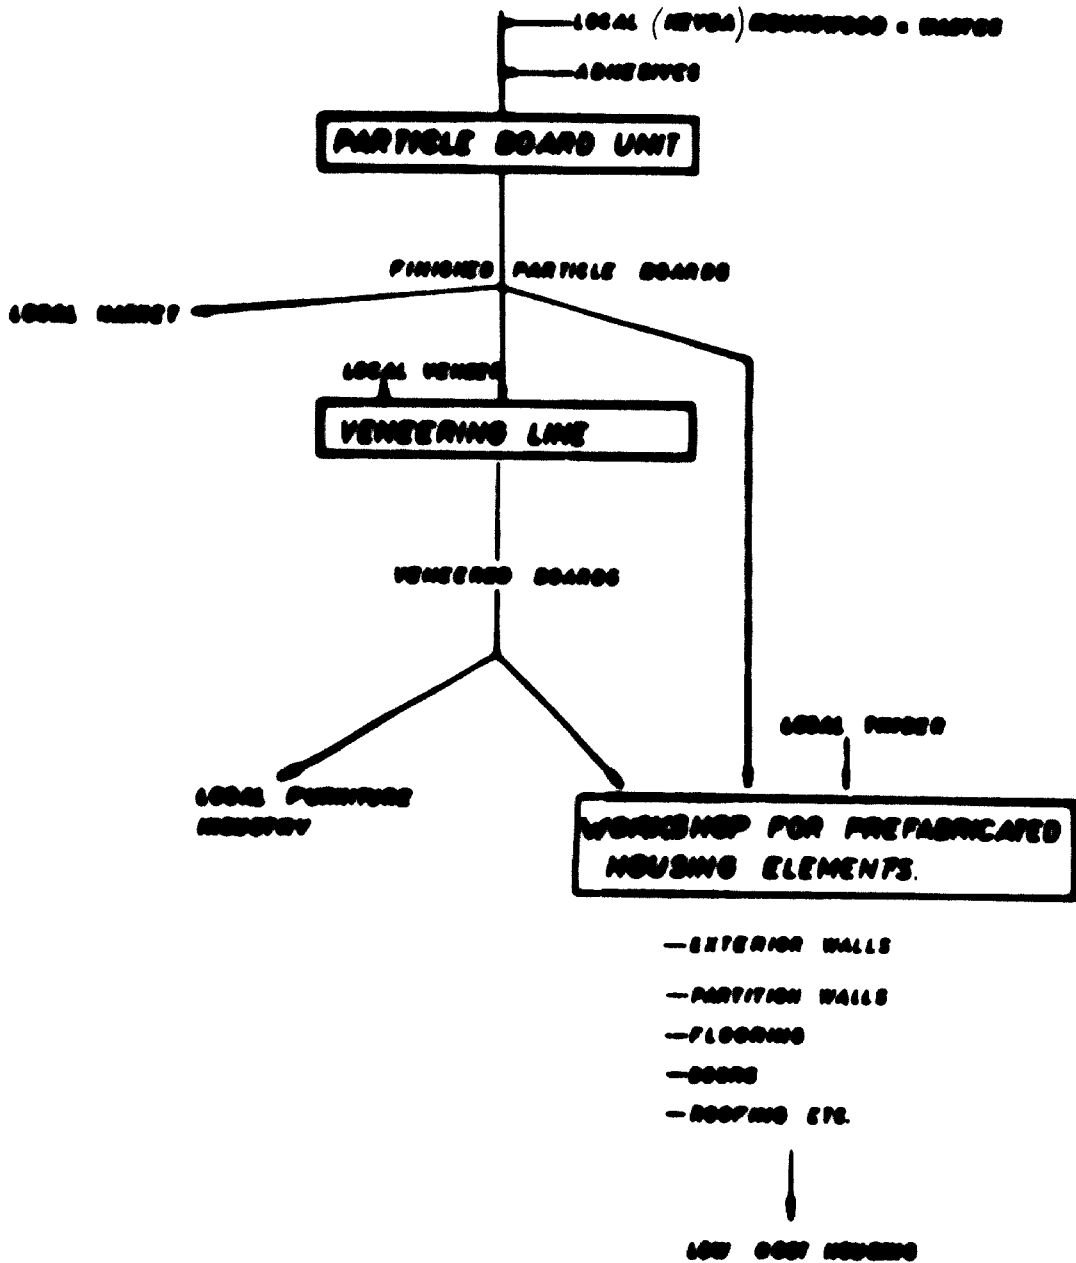 LOCAL (HEVEA) ROUNDWOOD + WASTES
ADHESIVES
PARTICLE BOARD UNIT
FINISHED PARTICLE BOARDS
LOCAL MARKET
LOCAL VENEER
VENEERING LINE
VENEERED BOARDS
LOCAL TIMBER
LOCAL FURNITURE
INDUSTRY
WORKSHOP FOR PREFABRICATED
HOUSING ELEMENTS.
—EXTERIOR WALLS
—PARTITION WALLS
—FLOORING
—DOORS
—ROOFING ETC.
LOW COST HOUSING